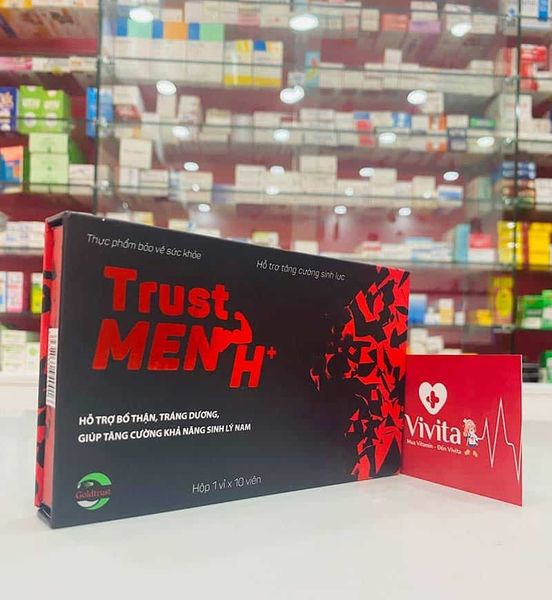 Thực phẩm bảo vệ sức khỏe
Hỗ trợ tăng cường sinh lực
Trust
MEN H+
HỖ TRỢ BỔ THẬN, TRÁNG DƯƠNG,
GIÚP TĂNG CƯỜNG KHẢ NĂNG SINH LÝ NAM
Goldtrust
Hộp 1 vỉ x 10 viên
Vivita
Mua Vitamin - Đến Vivita